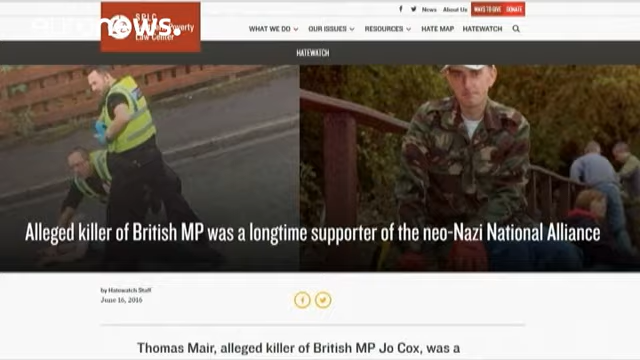 euronews.
SPLC
Poverty
Law Center
News About Us WAYS TO GIVE DONATE
WHAT WE DO OUR ISSUES RESOURCES HATE MAP HATEWATCH
HATEWATCH
Alleged killer of British MP was a longtime supporter of the neo-Nazi National Alliance
by Hatewatch Staff
June 16, 2016
Thomas Mair, alleged killer of British MP Jo Cox, was a